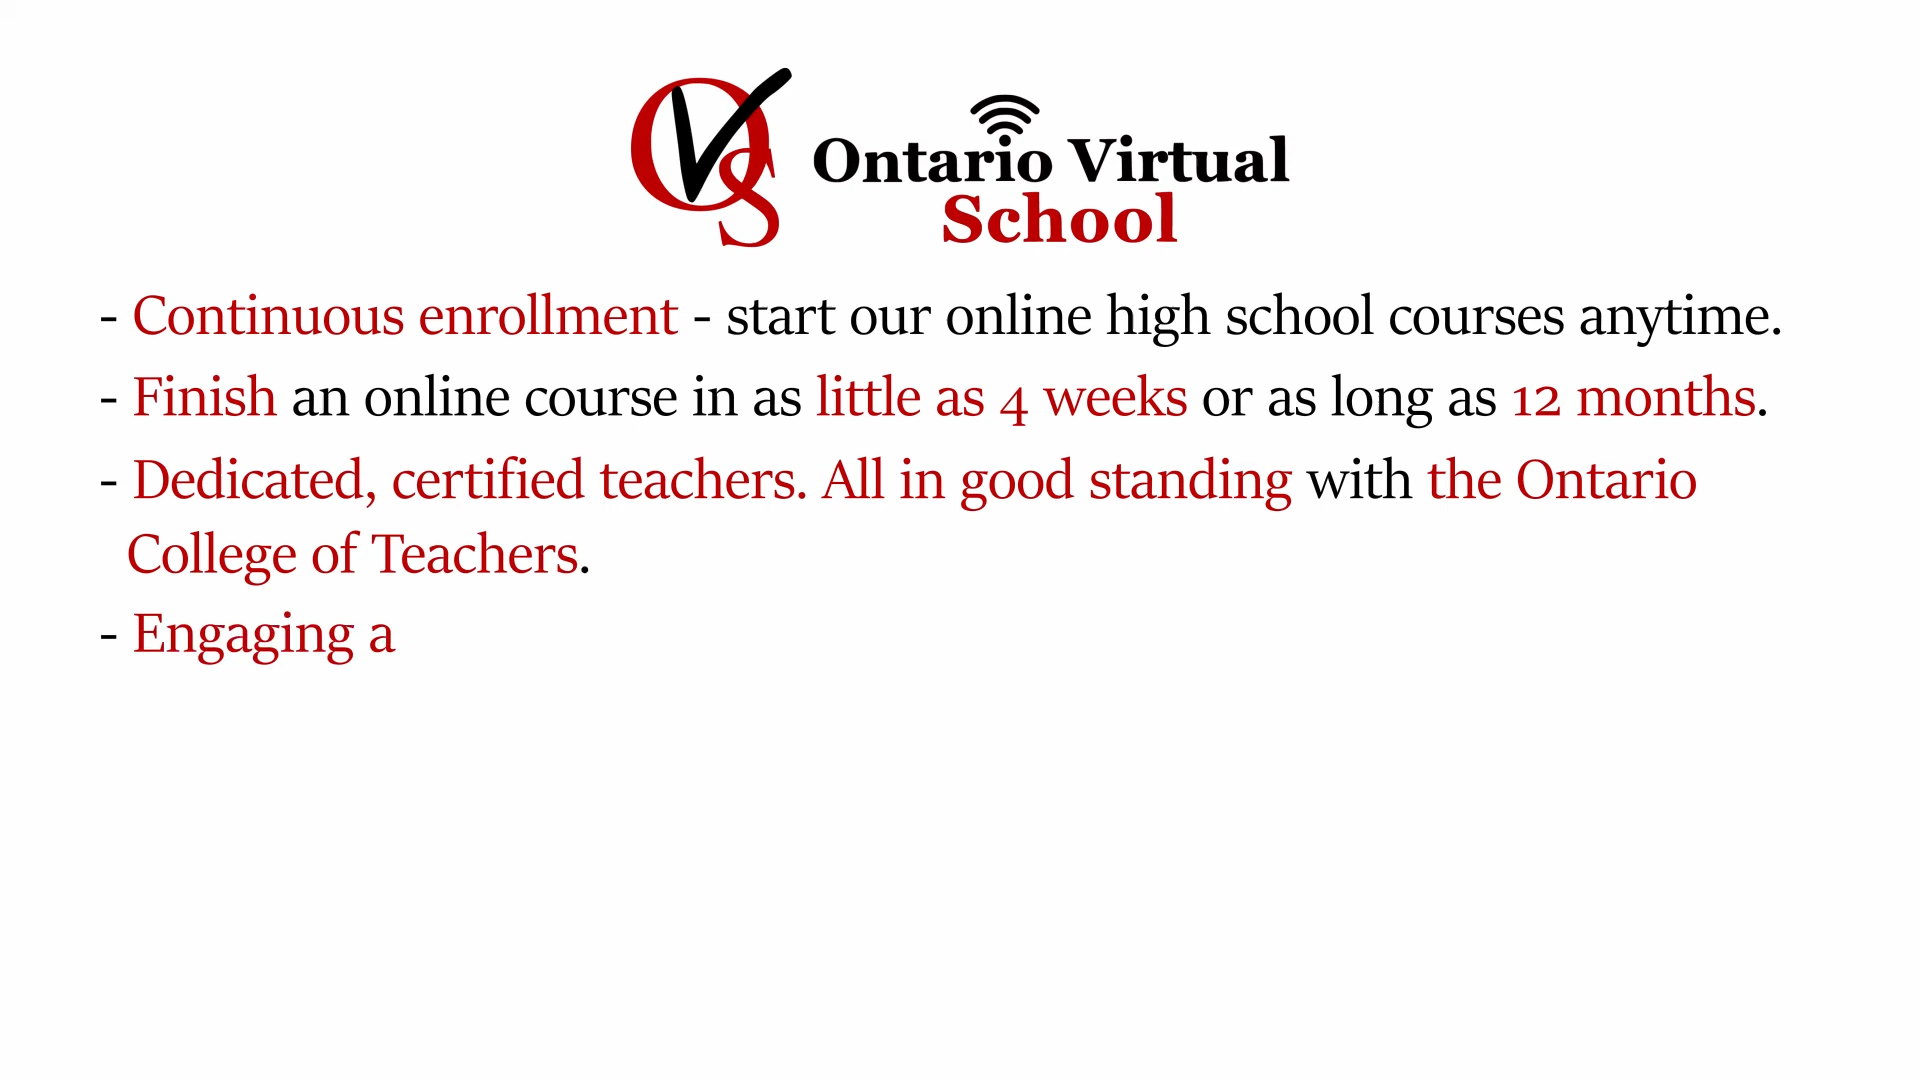 OVS
Ontario Virtual
School
- Continuous enrollment - start our online high school courses anytime.
- Finish an online course in as little as 4 weeks or as long as 12 months.
- Dedicated, certified teachers. All in good standing with the Ontario
College of Teachers.
- Engaging a